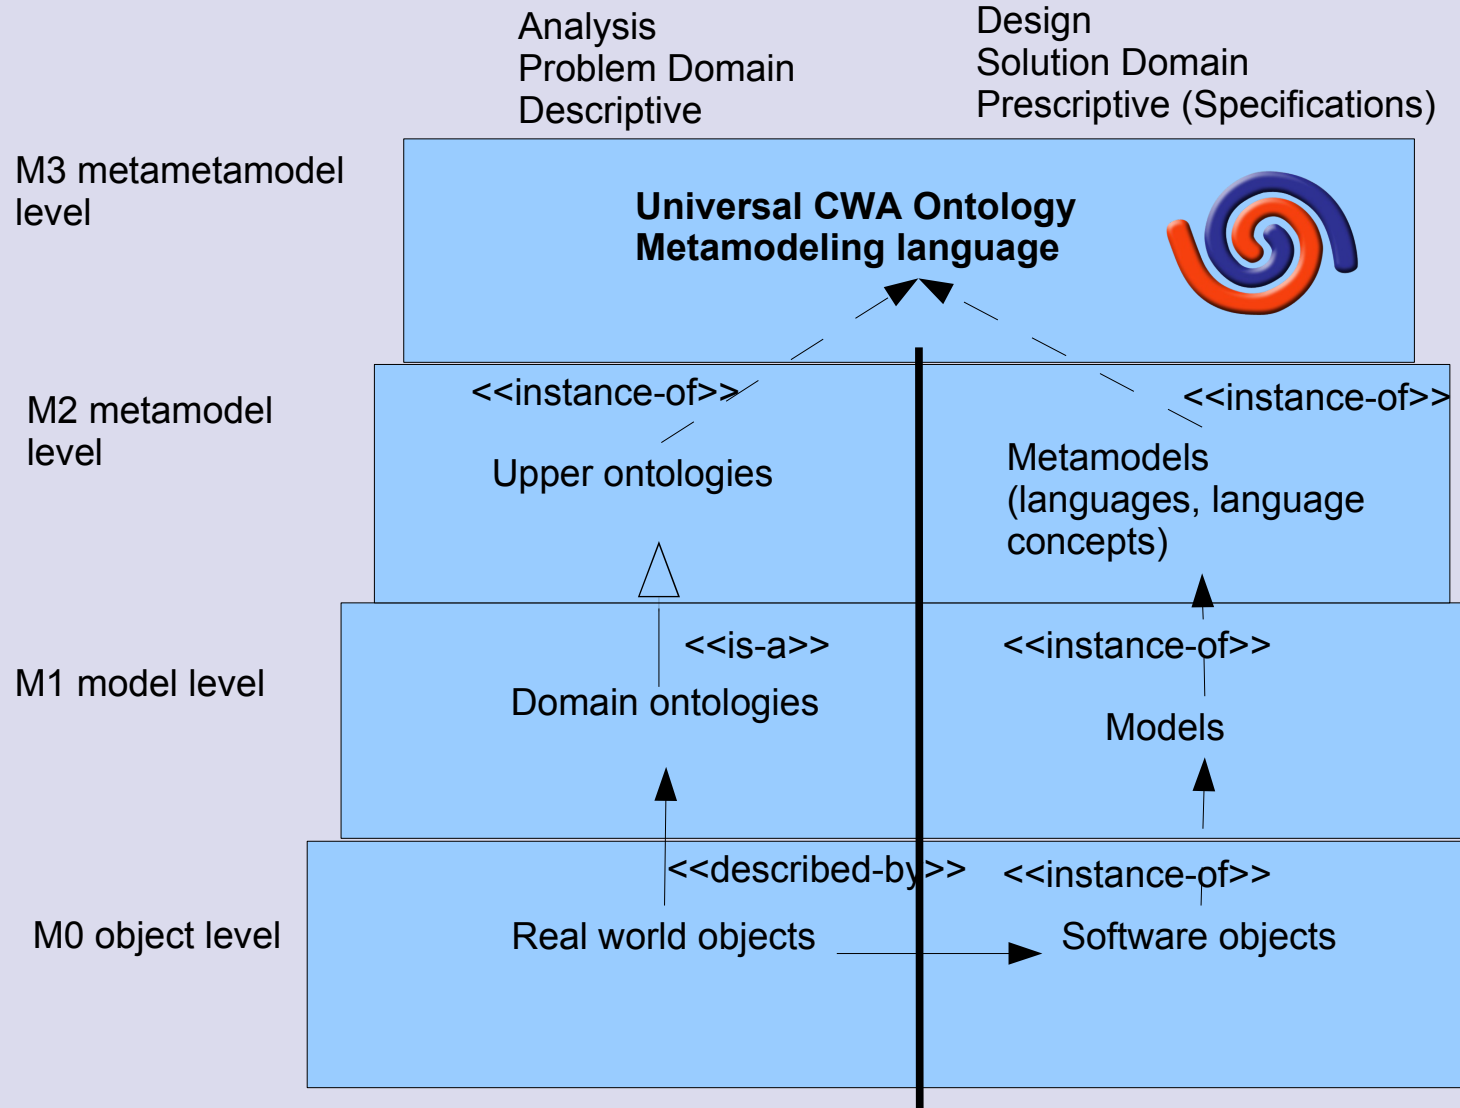 Analysis
Problem Domain
Descriptive
Design
Solution Domain
Prescriptive (Specifications)
M3 metametamodel
level
Universal CWA Ontology
Metamodeling language
M2 metamodel
level
<<instance-of>>
<<instance-of>>
Upper ontologies
Metamodels
(languages, language
concepts)
M1 model level
<<is-a>>
<<instance-of>>
Domain ontologies
Models
M0 object level
<<described-by>>
<<instance-of>>
Real world objects
Software objects